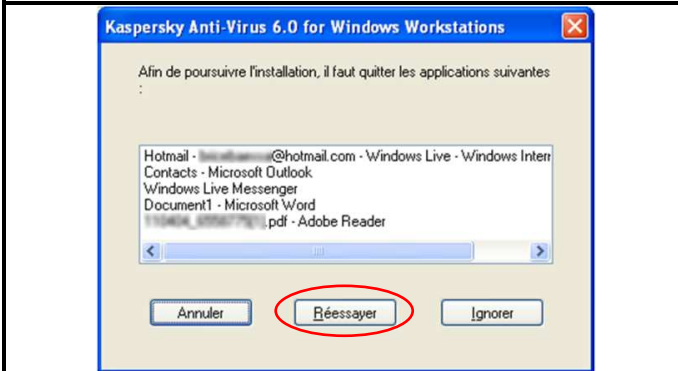 Kaspersky Anti-Virus 6.0 for Windows Workstations
Afin de poursuivre l'installation, il faut quitter les applications suivantes
:
Hotmail - @hotmail.com - Windows Live - Windows Intern
Contacts - Microsoft Outlook
Windows Live Messenger
Document1 - Microsoft Word
.pdf - Adobe Reader
Annuler
Réessayer
Ignorer